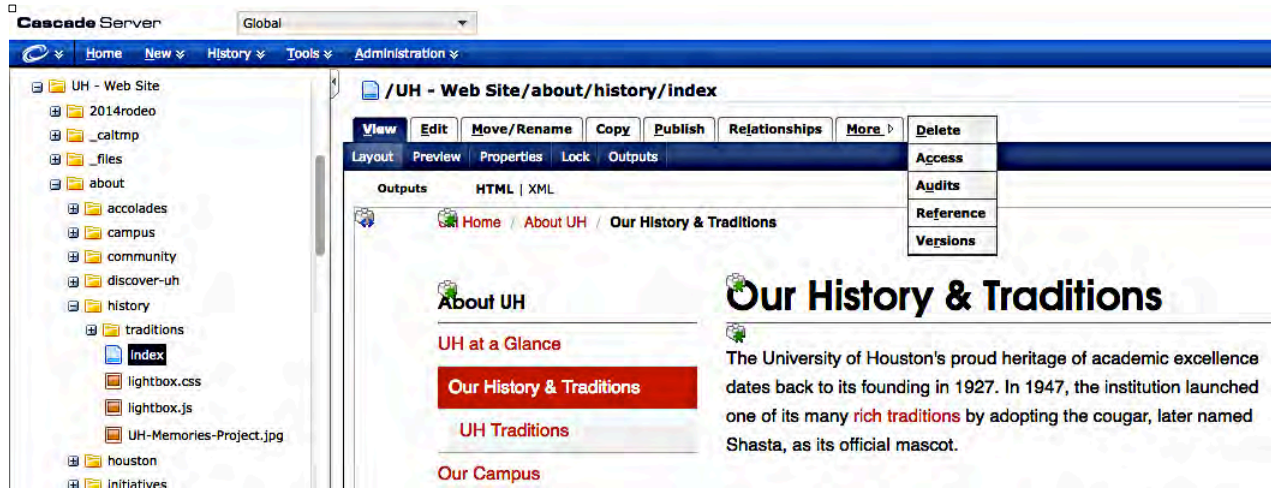 Cascade Server Global
Home New History Tools Administration
UH - Web Site
2014rodeo
_caltmp
_files
about
accolades
campus
community
discover-uh
history
traditions
index
lightbox.css
lightbox.js
UH-Memories-Project.jpg
houston
initiatives
/UH - Web Site/about/history/index
View Edit Move/Rename Copy Publish Relationships More
Delete
Access
Audits
Reference
Versions
Layout Preview Properties Lock Outputs
Outputs HTML | XML
Home / About UH / Our History & Traditions
About UH
UH at a Glance
Our History & Traditions
UH Traditions
Our Campus
Our History & Traditions
The University of Houston's proud heritage of academic excellence
dates back to its founding in 1927. In 1947, the institution launched
one of its many rich traditions by adopting the cougar, later named
Shasta, as its official mascot.